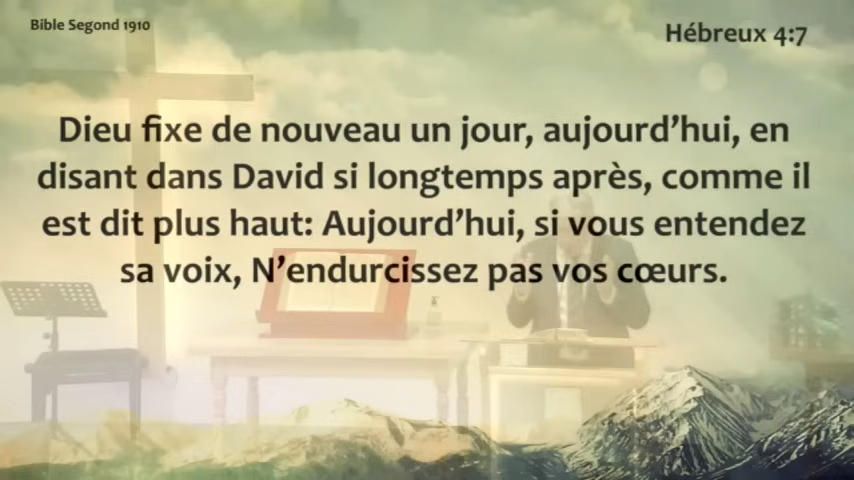 Bible Segond 1910
Hébreux 4:7
Dieu fixe de nouveau un jour, aujourd’hui, en
disant dans David si longtemps après, comme il
est dit plus haut: Aujourd’hui, si vous entendez
sa voix, N’endurcissez pas vos cœurs.